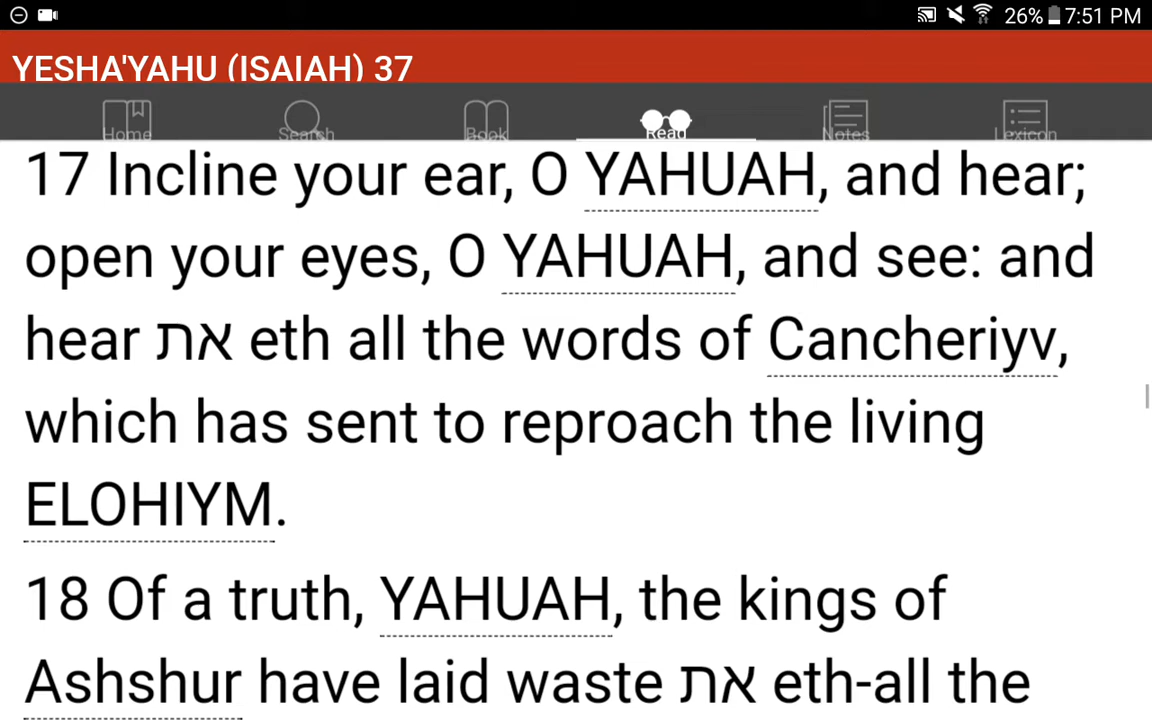 26% 7:51 PM
YESHA'YAHU (ISAIAH) 37
Home Search Book Read Notes Lexicon
17 Incline your ear, O YAHUAH, and hear;
open your eyes, O YAHUAH, and see: and
hear את eth all the words of Cancheriyv,
which has sent to reproach the living
ELOHIYM.
18 Of a truth, YAHUAH, the kings of
Ashshur have laid waste את eth-all the